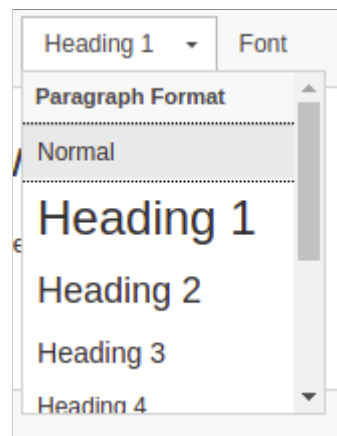 Heading 1 Font
Paragraph Format
Normal
Heading 1
Heading 2
Heading 3
Heading 4